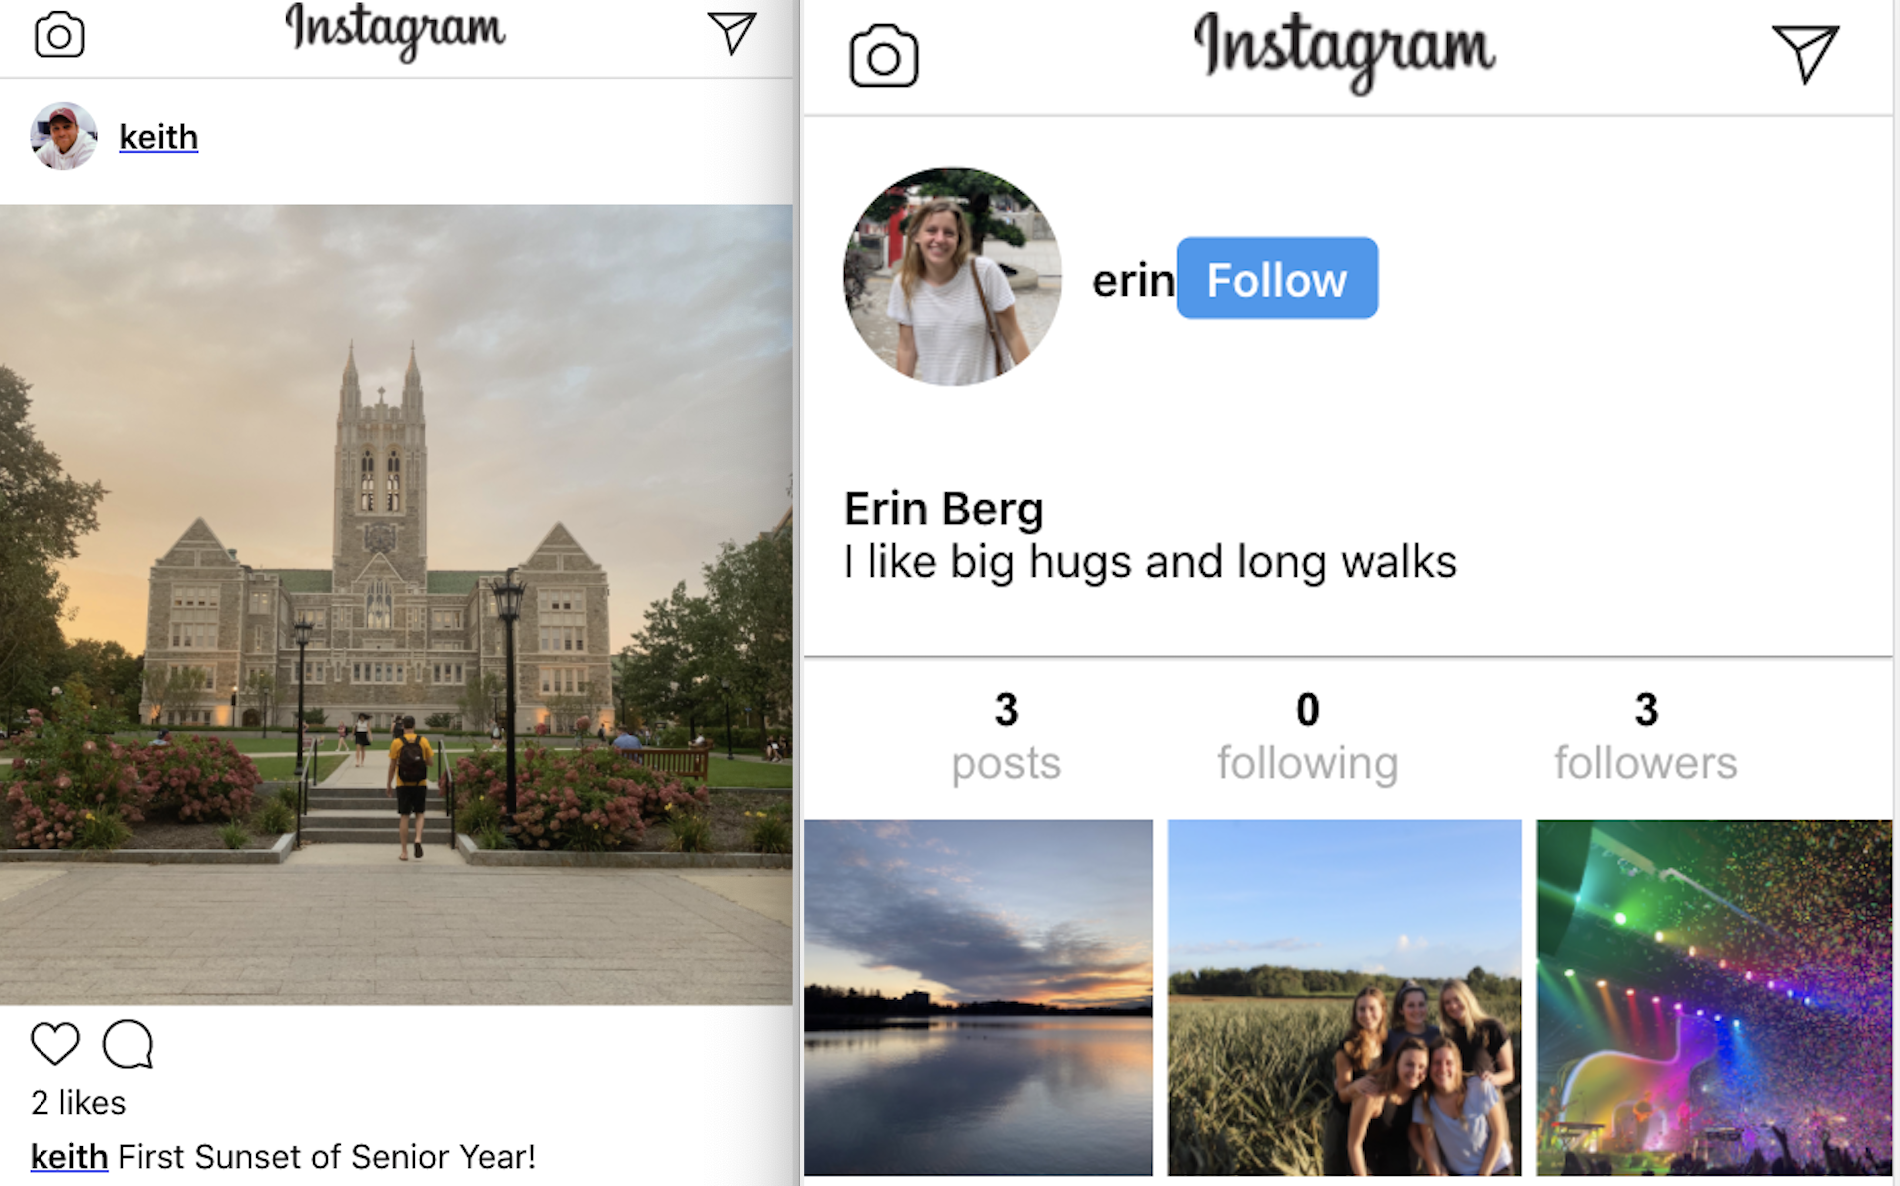 Instagram
keith
2 likes
keith First Sunset of Senior Year!
Instagram
erin Follow
Erin Berg
I like big hugs and long walks
3 0 3
posts following followers